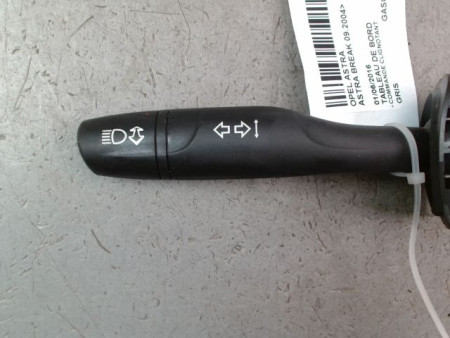 OPEL ASTRA
ASTRA BREAK 09.2004>
01/06/2016
TABLEAU DE BORD
-COMMANDE CLIGNOTANT
GRIS